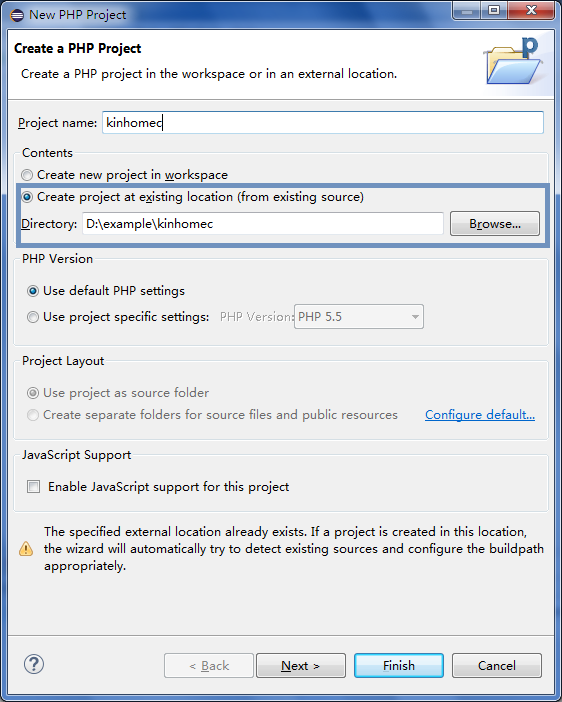 New PHP Project
Create a PHP Project
Create a PHP project in the workspace or in an external location.
Project name: kinhomec
Contents
Create new project in workspace
Create project at existing location (from existing source)
Directory: D:\example\kinhomec Browse...
PHP Version
Use default PHP settings
Use project specific settings: PHP Version: PHP 5.5
Project Layout
Use project as source folder
Create separate folders for source files and public resources Configure default...
JavaScript Support
Enable JavaScript support for this project
The specified external location already exists. If a project is created in this location,
the wizard will automatically try to detect existing sources and configure the buildpath
appropriately.
< Back Next > Finish Cancel